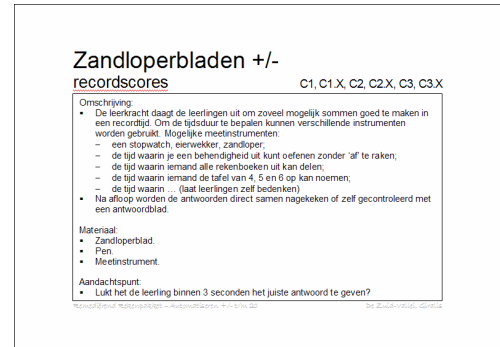 Zandloperbladen +/-
recordscores C1, C1.X, C2, C2.X, C3, C3.X
Omschrijving:
▪ De leerkracht daagt de leerlingen uit om zoveel mogelijk sommen goed te maken in
een recordtijd. Om de tijdsduur te bepalen kunnen verschillende instrumenten
worden gebruikt. Mogelijke meetinstrumenten:
– een stopwatch, eierwekker, zandloper;
– de tijd waarin je een behendigheid uit kunt oefenen zonder ‘af’ te raken;
– de tijd waarin iemand alle rekenboeken uit kan delen;
– de tijd waarin iemand de tafel van 4, 5 en 6 op kan noemen;
– de tijd waarin … (laat leerlingen zelf bedenken)
▪ Na afloop worden de antwoorden direct samen nagekeken of zelf gecontroleerd met
een antwoordblad.
Materiaal:
▪ Zandloperblad.
▪ Pen.
▪ Meetinstrument.
Aandachtspunt:
▪ Lukt het de leerling binnen 3 seconden het juiste antwoord te geven?
Remediërend Rekenpakket – Automatiseren +/- t/m 20